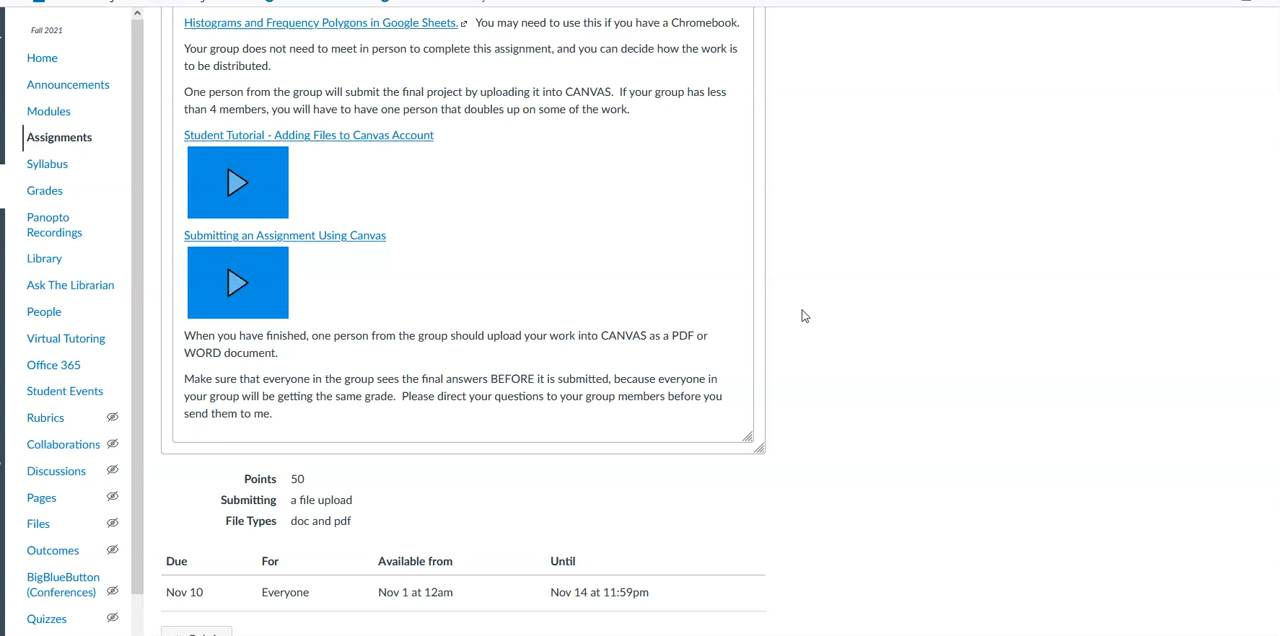 Fall 2021
Home
Announcements
Modules
Assignments
Syllabus
Grades
Panopto
Recordings
Library
Ask The Librarian
People
Virtual Tutoring
Office 365
Student Events
Rubrics
Collaborations
Discussions
Pages
Files
Outcomes
BigBlueButton
(Conferences)
Quizzes
Histograms and Frequency Polygons in Google Sheets. You may need to use this if you have a Chromebook.
Your group does not need to meet in person to complete this assignment, and you can decide how the work is
to be distributed.
One person from the group will submit the final project by uploading it into CANVAS. If your group has less
than 4 members, you will have to have one person that doubles up on some of the work.
Student Tutorial - Adding Files to Canvas Account
Submitting an Assignment Using Canvas
When you have finished, one person from the group should upload your work into CANVAS as a PDF or
WORD document.
Make sure that everyone in the group sees the final answers BEFORE it is submitted, because everyone in
your group will be getting the same grade. Please direct your questions to your group members before you
send them to me.
Points 50
Submitting a file upload
File Types doc and pdf
Due For Available from Until
Nov 10 Everyone Nov 1 at 12am Nov 14 at 11:59pm